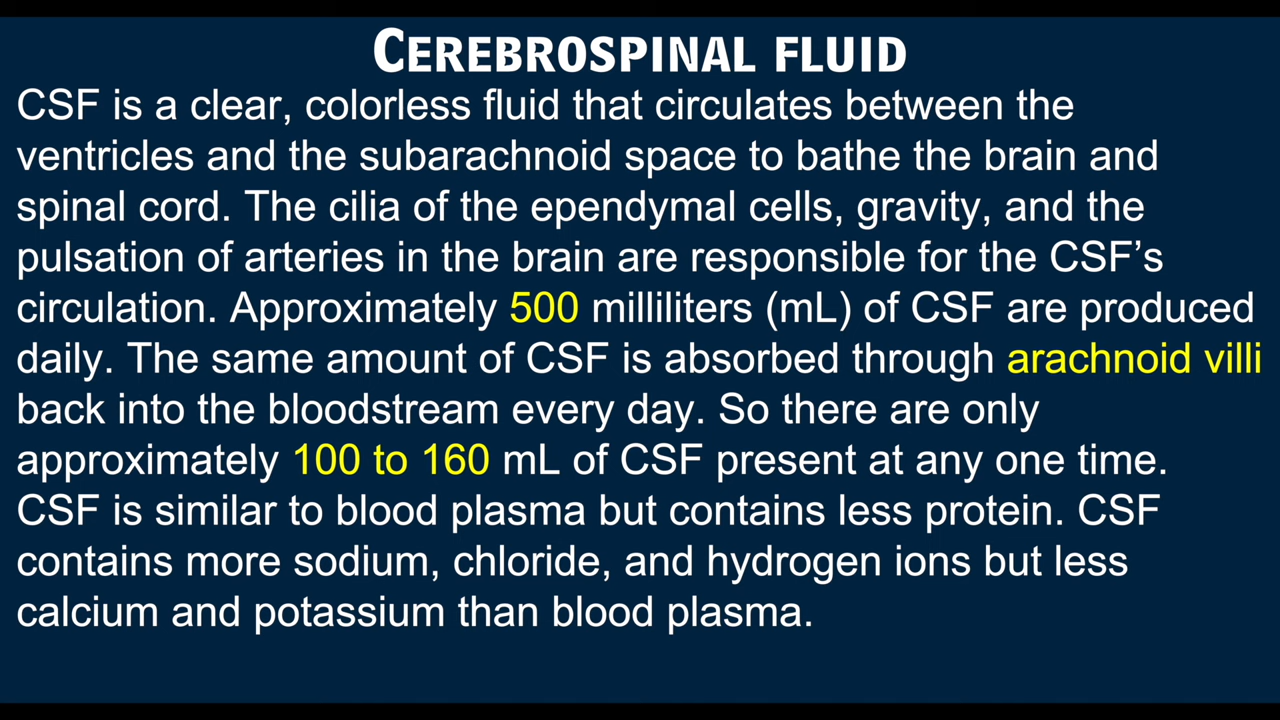 CEREBROSPINAL FLUID
CSF is a clear, colorless fluid that circulates between the
ventricles and the subarachnoid space to bathe the brain and
spinal cord. The cilia of the ependymal cells, gravity, and the
pulsation of arteries in the brain are responsible for the CSF’s
circulation. Approximately 500 milliliters (mL) of CSF are produced
daily. The same amount of CSF is absorbed through arachnoid villi
back into the bloodstream every day. So there are only
approximately 100 to 160 mL of CSF present at any one time.
CSF is similar to blood plasma but contains less protein. CSF
contains more sodium, chloride, and hydrogen ions but less
calcium and potassium than blood plasma.